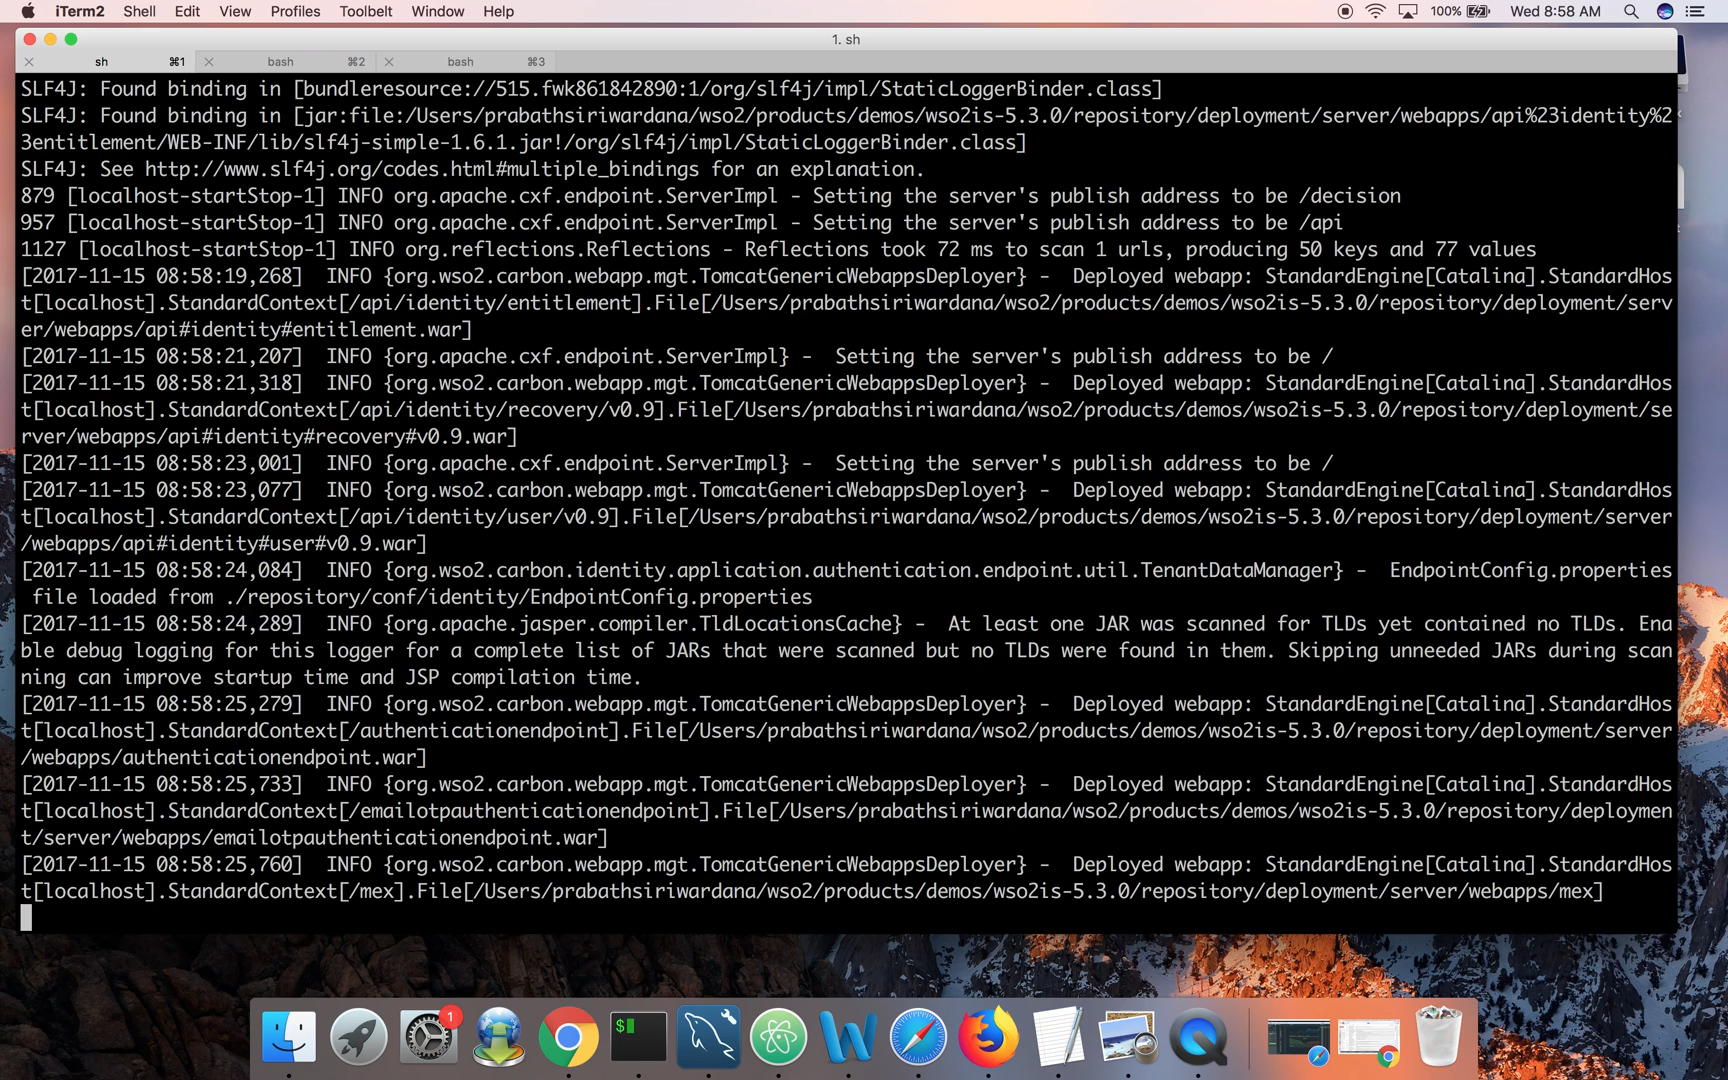 iTerm2 Shell Edit View Profiles Toolbelt Window Help 100% Wed 8:58 AM
1. sh
sh ⌘1 bash ⌘2 bash ⌘3
SLF4J: Found binding in [bundleresource://515.fwk861842890:1/org/slf4j/impl/StaticLoggerBinder.class]
SLF4J: Found binding in [jar:file:/Users/prabathsiriwardana/wso2/products/demos/wso2is-5.3.0/repository/deployment/server/webapps/api%23identity%2
3entitlement/WEB-INF/lib/slf4j-simple-1.6.1.jar!/org/slf4j/impl/StaticLoggerBinder.class]
SLF4J: See http://www.slf4j.org/codes.html#multiple_bindings for an explanation.
879 [localhost-startStop-1] INFO org.apache.cxf.endpoint.ServerImpl - Setting the server's publish address to be /decision
957 [localhost-startStop-1] INFO org.apache.cxf.endpoint.ServerImpl - Setting the server's publish address to be /api
1127 [localhost-startStop-1] INFO org.reflections.Reflections - Reflections took 72 ms to scan 1 urls, producing 50 keys and 77 values
[2017-11-15 08:58:19,268]  INFO {org.wso2.carbon.webapp.mgt.TomcatGenericWebappsDeployer} -  Deployed webapp: StandardEngine[Catalina].StandardHos
t[localhost].StandardContext[/api/identity/entitlement].File[/Users/prabathsiriwardana/wso2/products/demos/wso2is-5.3.0/repository/deployment/serv
er/webapps/api#identity#entitlement.war]
[2017-11-15 08:58:21,207]  INFO {org.apache.cxf.endpoint.ServerImpl} -  Setting the server's publish address to be /
[2017-11-15 08:58:21,318]  INFO {org.wso2.carbon.webapp.mgt.TomcatGenericWebappsDeployer} -  Deployed webapp: StandardEngine[Catalina].StandardHos
t[localhost].StandardContext[/api/identity/recovery/v0.9].File[/Users/prabathsiriwardana/wso2/products/demos/wso2is-5.3.0/repository/deployment/se
rver/webapps/api#identity#recovery#v0.9.war]
[2017-11-15 08:58:23,001]  INFO {org.apache.cxf.endpoint.ServerImpl} -  Setting the server's publish address to be /
[2017-11-15 08:58:23,077]  INFO {org.wso2.carbon.webapp.mgt.TomcatGenericWebappsDeployer} -  Deployed webapp: StandardEngine[Catalina].StandardHos
t[localhost].StandardContext[/api/identity/user/v0.9].File[/Users/prabathsiriwardana/wso2/products/demos/wso2is-5.3.0/repository/deployment/server
/webapps/api#identity#user#v0.9.war]
[2017-11-15 08:58:24,084]  INFO {org.wso2.carbon.identity.application.authentication.endpoint.util.TenantDataManager} -  EndpointConfig.properties
 file loaded from ./repository/conf/identity/EndpointConfig.properties
[2017-11-15 08:58:24,289]  INFO {org.apache.jasper.compiler.TldLocationsCache} -  At least one JAR was scanned for TLDs yet contained no TLDs. Ena
ble debug logging for this logger for a complete list of JARs that were scanned but no TLDs were found in them. Skipping unneeded JARs during scan
ning can improve startup time and JSP compilation time.
[2017-11-15 08:58:25,279]  INFO {org.wso2.carbon.webapp.mgt.TomcatGenericWebappsDeployer} -  Deployed webapp: StandardEngine[Catalina].StandardHos
t[localhost].StandardContext[/authenticationendpoint].File[/Users/prabathsiriwardana/wso2/products/demos/wso2is-5.3.0/repository/deployment/server
/webapps/authenticationendpoint.war]
[2017-11-15 08:58:25,733]  INFO {org.wso2.carbon.webapp.mgt.TomcatGenericWebappsDeployer} -  Deployed webapp: StandardEngine[Catalina].StandardHos
t[localhost].StandardContext[/emailotpauthenticationendpoint].File[/Users/prabathsiriwardana/wso2/products/demos/wso2is-5.3.0/repository/deploymen
t/server/webapps/emailotpauthenticationendpoint.war]
[2017-11-15 08:58:25,760]  INFO {org.wso2.carbon.webapp.mgt.TomcatGenericWebappsDeployer} -  Deployed webapp: StandardEngine[Catalina].StandardHos
t[localhost].StandardContext[/mex].File[/Users/prabathsiriwardana/wso2/products/demos/wso2is-5.3.0/repository/deployment/server/webapps/mex]
1
$